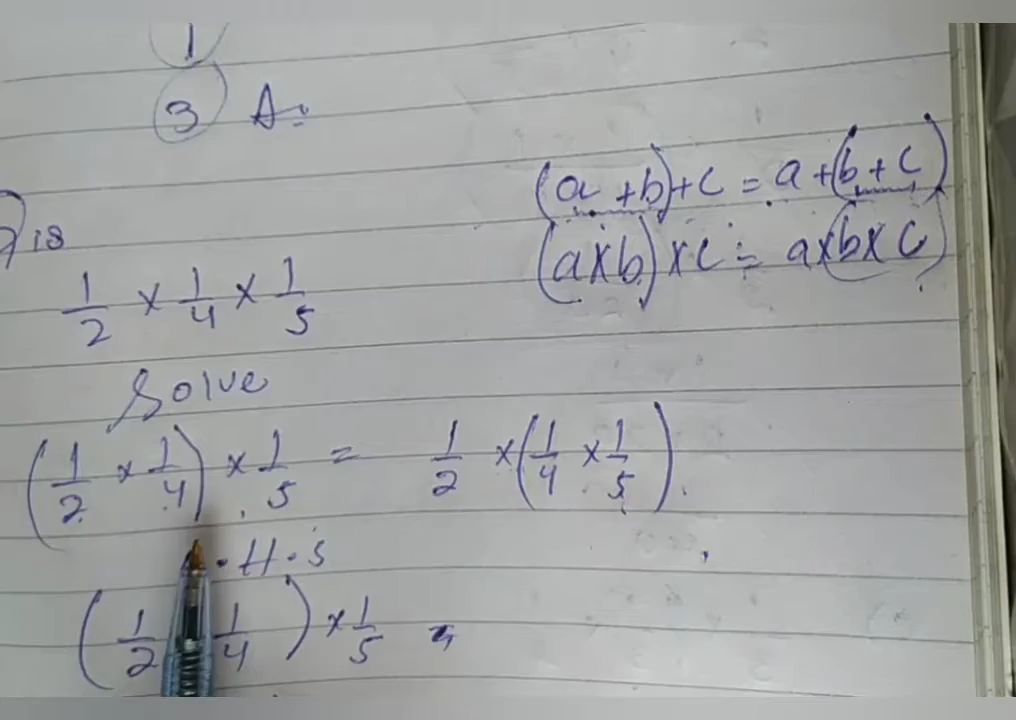 1
3 A:
is
(a + b) + c = a + (b + c)
(a × b) × c = a × (b × c)
1/2 × 1/4 × 1/5
Solve
(1/2 × 1/4) × 1/5 = 1/2 × (1/4 × 1/5).
.H.S
(1/2 1/4) × 1/5 =